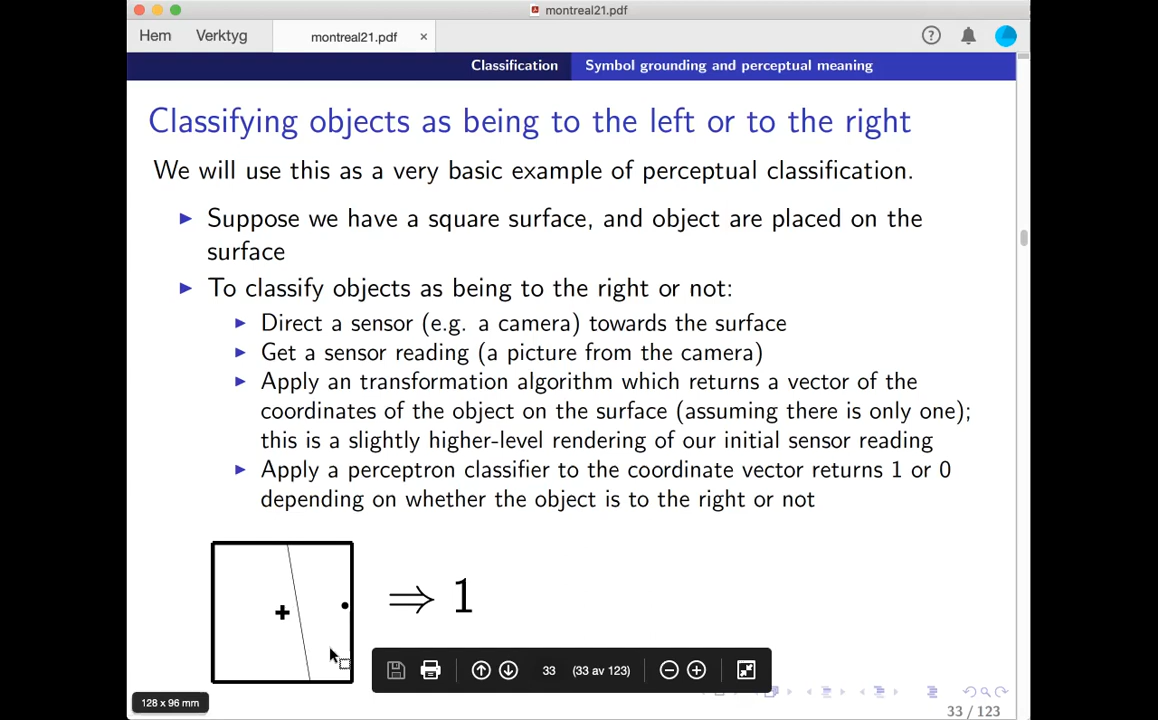 montreal21.pdf
Hem Verktyg montreal21.pdf ×
Classification Symbol grounding and perceptual meaning
Classifying objects as being to the left or to the right
We will use this as a very basic example of perceptual classification.
Suppose we have a square surface, and object are placed on the
surface
To classify objects as being to the right or not:
Direct a sensor (e.g. a camera) towards the surface
Get a sensor reading (a picture from the camera)
Apply an transformation algorithm which returns a vector of the
coordinates of the object on the surface (assuming there is only one);
this is a slightly higher-level rendering of our initial sensor reading
Apply a perceptron classifier to the coordinate vector returns 1 or 0
depending on whether the object is to the right or not
⇒ 1
33 (33 av 123)
128 x 96 mm
33 / 123